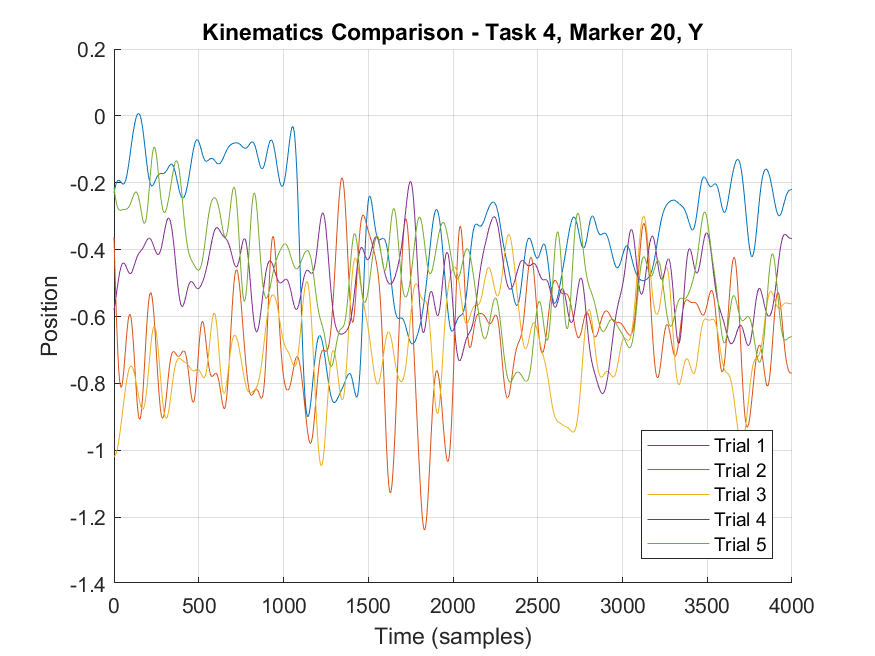 Kinematics Comparison - Task 4, Marker 20, Y
0.2
0
-0.2
-0.4
-0.6
-0.8
-1
-1.2
-1.4
Position
0 500 1000 1500 2000 2500 3000 3500 4000
Time (samples)
Trial 1
Trial 2
Trial 3
Trial 4
Trial 5